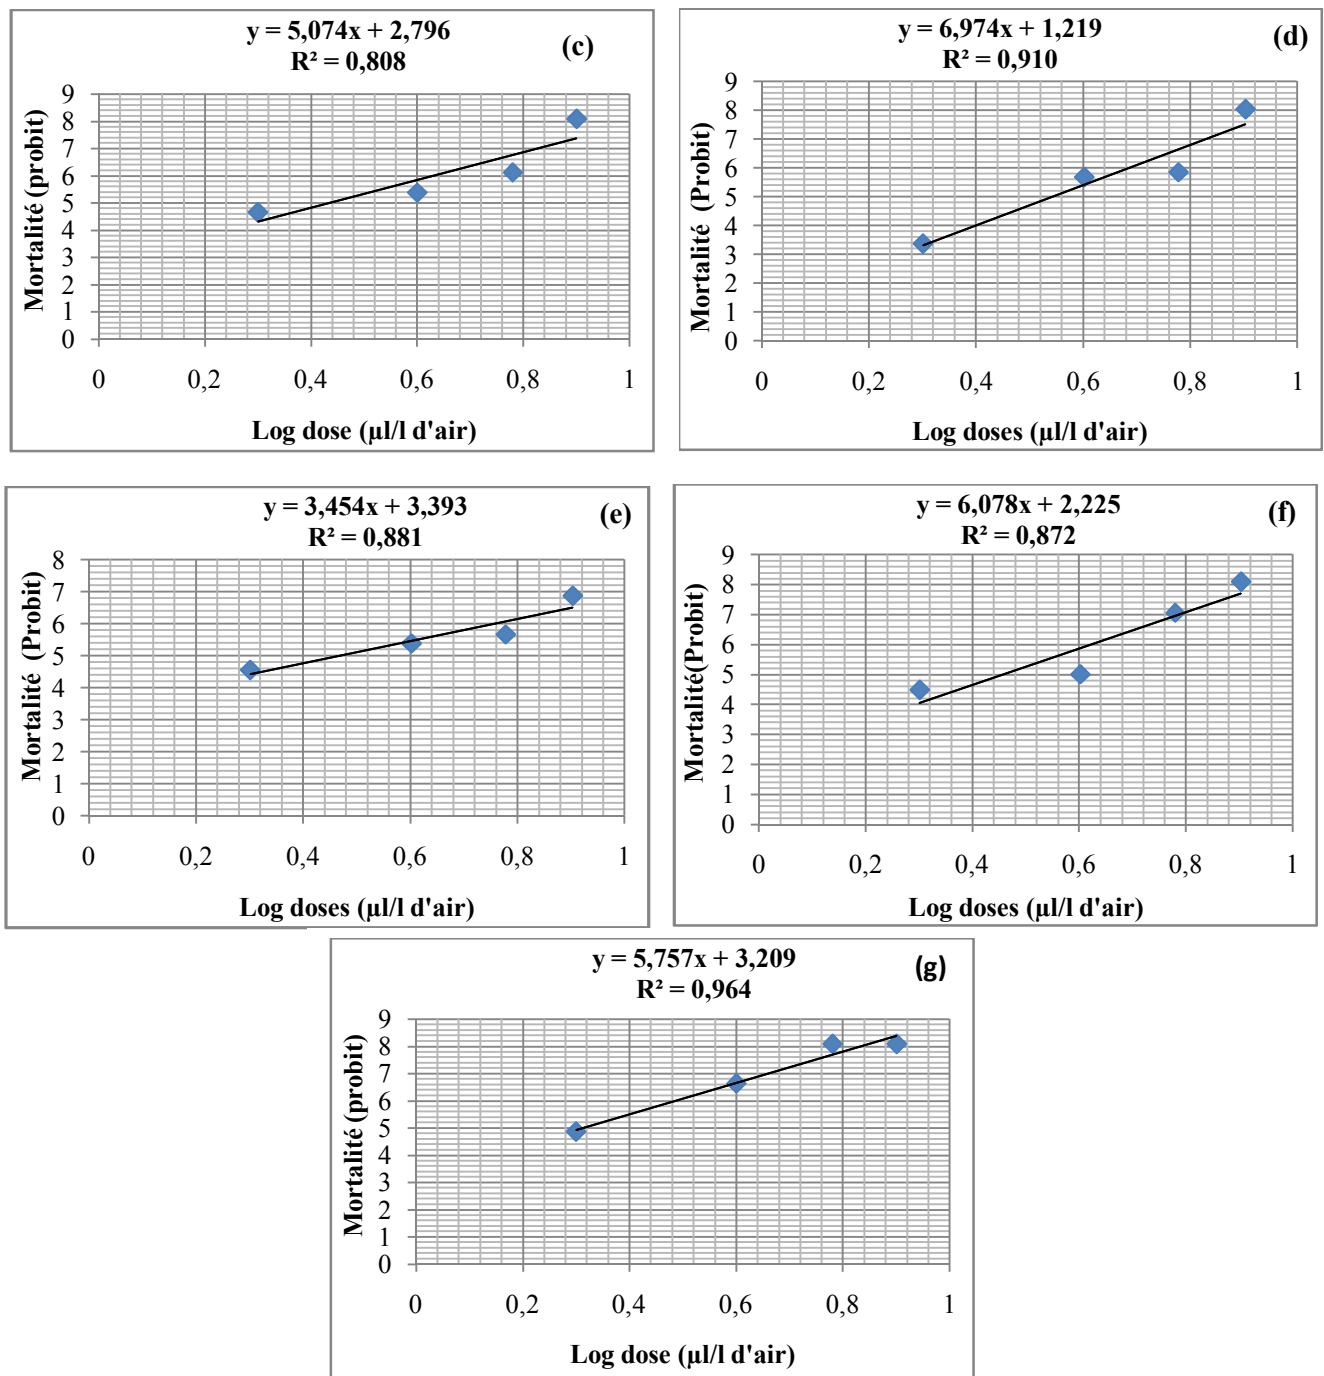 y = 5,074x + 2,796
R² = 0,808
(c)
Mortalité (probit)
9
8
7
6
5
4
3
2
1
0
0 0,2 0,4 0,6 0,8 1
Log dose (µl/l d'air)
y = 6,974x + 1,219
R² = 0,910
(d)
Mortalité (Probit)
9
8
7
6
5
4
3
2
1
0
0 0,2 0,4 0,6 0,8 1
Log doses (µl/l d'air)
y = 3,454x + 3,393
R² = 0,881
(e)
Mortalité (Probit)
8
7
6
5
4
3
2
1
0
0 0,2 0,4 0,6 0,8 1
Log doses (µl/l d'air)
y = 6,078x + 2,225
R² = 0,872
(f)
Mortalité(Probit)
9
8
7
6
5
4
3
2
1
0
0 0,2 0,4 0,6 0,8 1
Log doses (µl/l d'air)
y = 5,757x + 3,209
R² = 0,964
(g)
Mortalité (probit)
9
8
7
6
5
4
3
2
1
0
0 0,2 0,4 0,6 0,8 1
Log dose (µl/l d'air)